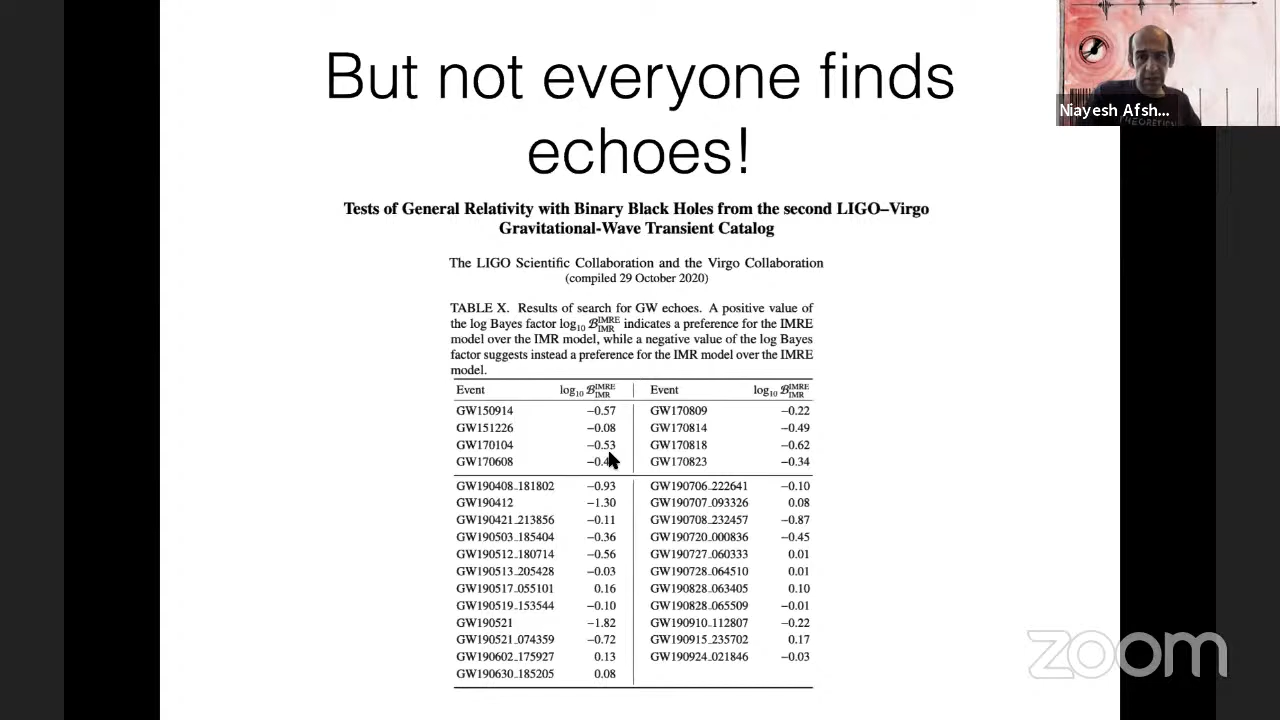 But not everyone finds
echoes!
Tests of General Relativity with Binary Black Holes from the second LIGO–Virgo
Gravitational-Wave Transient Catalog
The LIGO Scientific Collaboration and the Virgo Collaboration
(compiled 29 October 2020)
TABLE X. Results of search for GW echoes. A positive value of
the log Bayes factor log₁₀ 𝓑^IMRE_IMR indicates a preference for the IMRE
model over the IMR model, while a negative value of the log Bayes
factor suggests instead a preference for the IMR model over the IMRE
model.
Event log₁₀ 𝓑^IMRE_IMR Event log₁₀ 𝓑^IMRE_IMR
GW150914 −0.57 GW170809 −0.22
GW151226 −0.08 GW170814 −0.49
GW170104 −0.53 GW170818 −0.62
GW170608 GW170823 −0.34
GW190408_181802 −0.93 GW190706_222641 −0.10
GW190412 −1.30 GW190707_093326 0.08
GW190421_213856 −0.11 GW190708_232457 −0.87
GW190503_185404 −0.36 GW190720_000836 −0.45
GW190512_180714 −0.56 GW190727_060333 0.01
GW190513_205428 −0.03 GW190728_064510 0.01
GW190517_055101 0.16 GW190828_063405 0.10
GW190519_153544 −0.10 GW190828_065509 −0.01
GW190521 −1.82 GW190910_112807 −0.22
GW190521_074359 −0.72 GW190915_235702 0.17
GW190602_175927 0.13 GW190924_021846 −0.03
GW190630_185205 0.08
Niayesh Afsh...
zoom